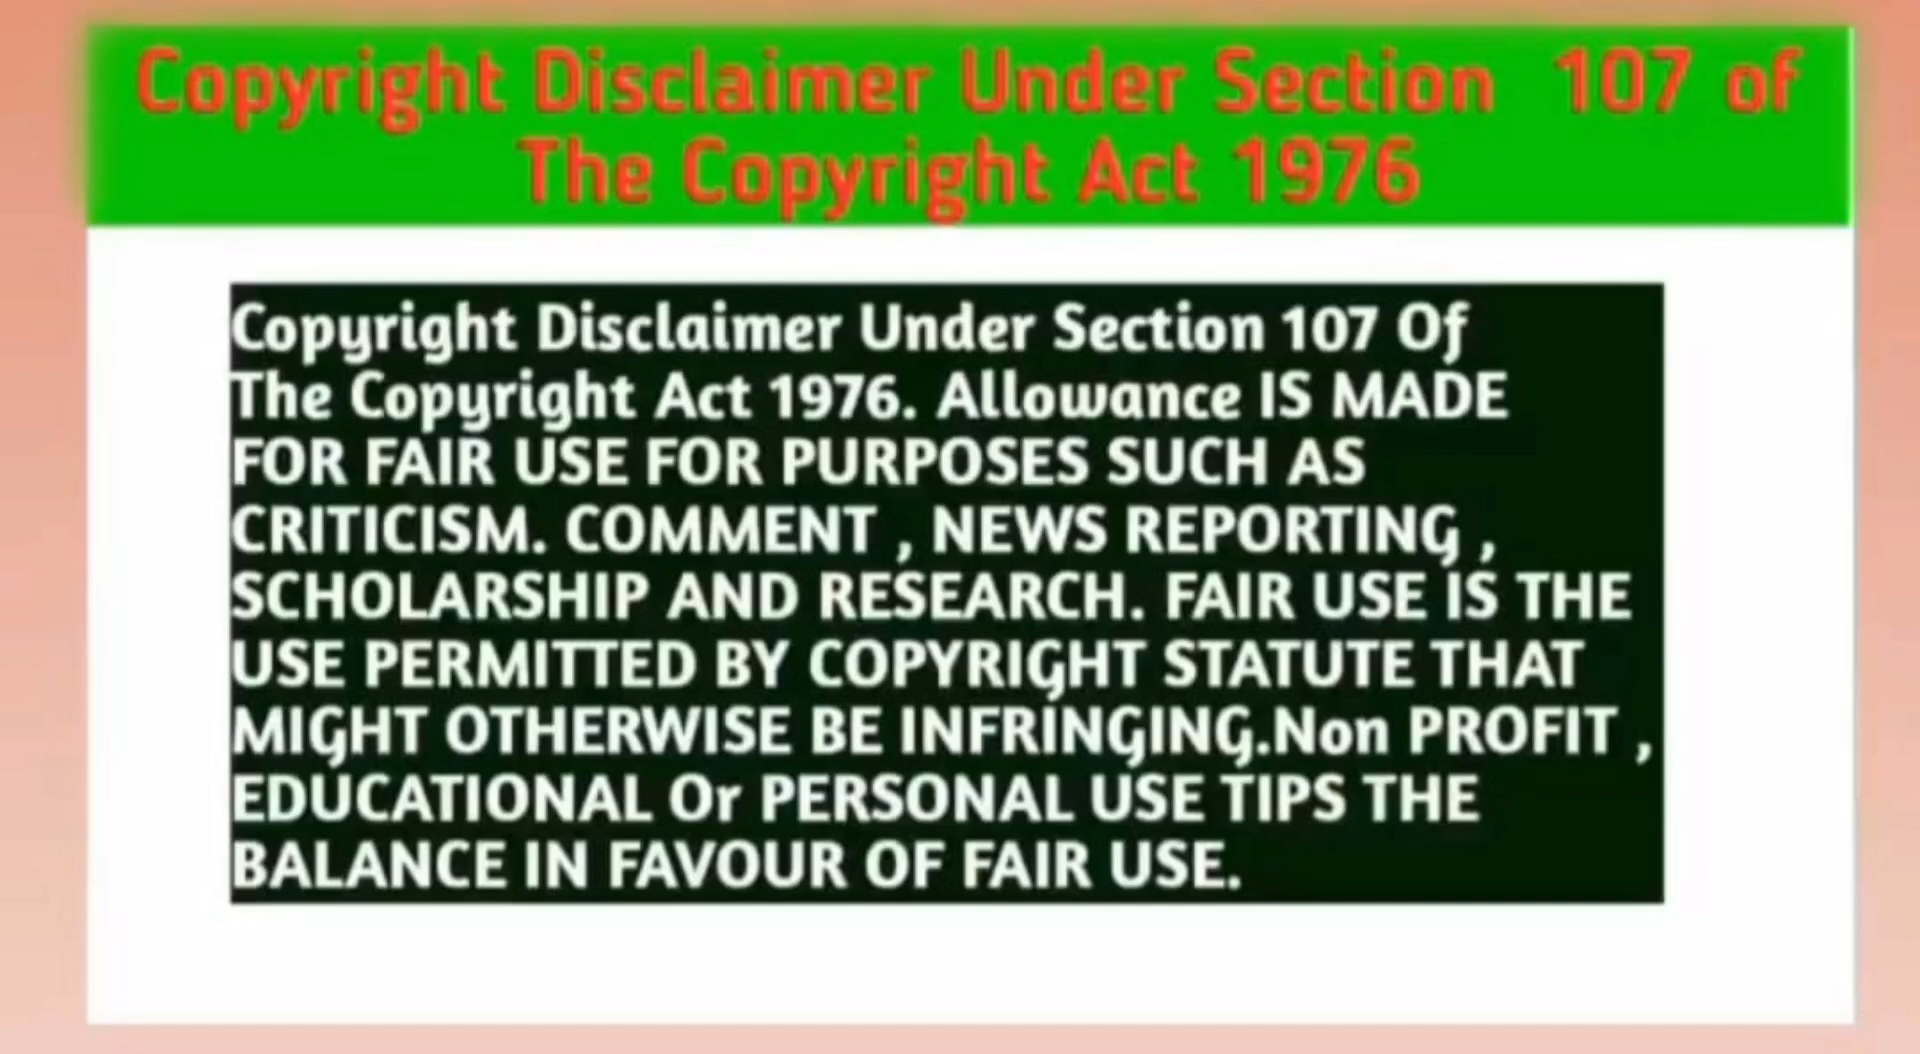 Copyright Disclaimer Under Section 107 of
The Copyright Act 1976
Copyright Disclaimer Under Section 107 Of
The Copyright Act 1976. Allowance IS MADE
FOR FAIR USE FOR PURPOSES SUCH AS
CRITICISM. COMMENT , NEWS REPORTING ,
SCHOLARSHIP AND RESEARCH. FAIR USE IS THE
USE PERMITTED BY COPYRIGHT STATUTE THAT
MIGHT OTHERWISE BE INFRINGING.Non PROFIT ,
EDUCATIONAL Or PERSONAL USE TIPS THE
BALANCE IN FAVOUR OF FAIR USE.